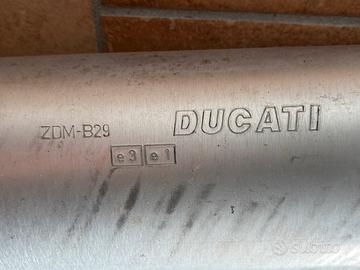 ZDM-B29 DUCATI
e3 e1
subito